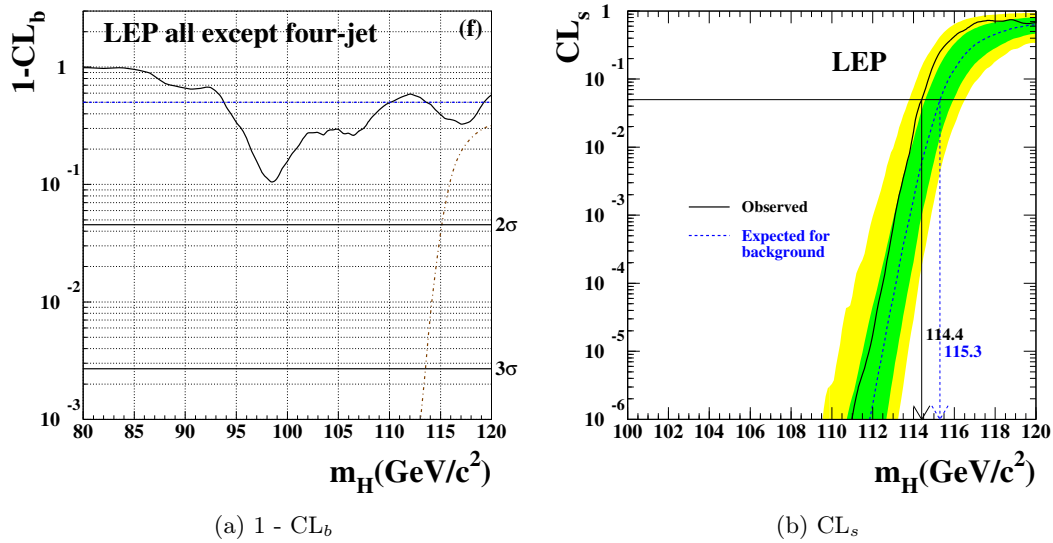 LEP all except four-jet (f)
1-CL_b
1
10^-1
10^-2
10^-3
2σ
3σ
80 85 90 95 100 105 110 115 120
m_H(GeV/c^2)
(a) 1 - CL_b
CL_s
1
10^-1
10^-2
10^-3
10^-4
10^-5
10^-6
LEP
Observed
Expected for
background
114.4
115.3
100 102 104 106 108 110 112 114 116 118 120
m_H(GeV/c^2)
(b) CL_s